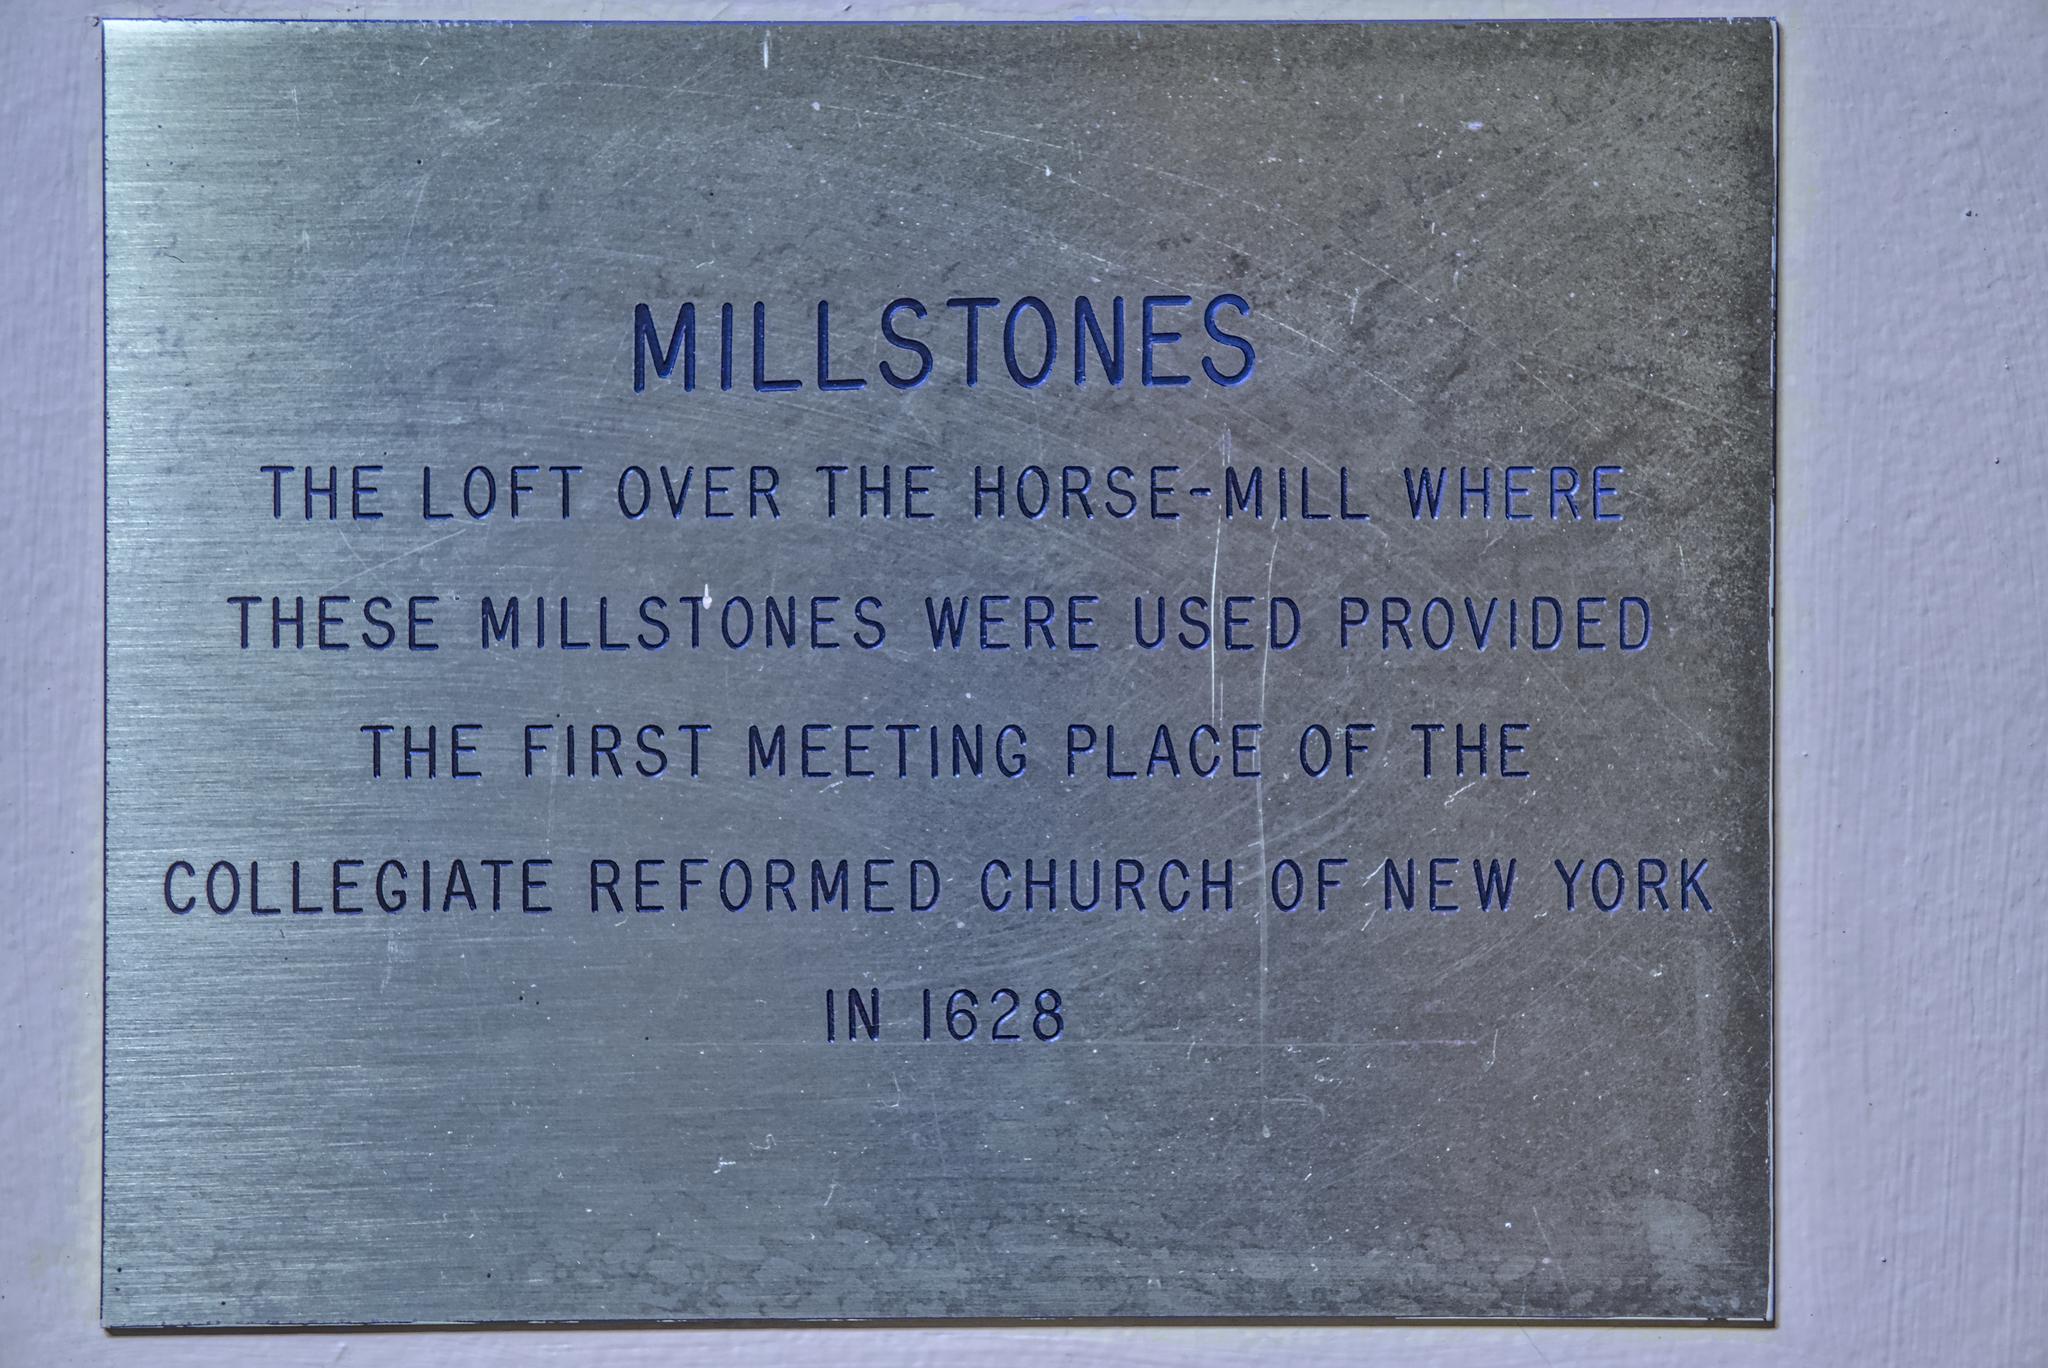 MILLSTONES
THE LOFT OVER THE HORSE-MILL WHERE
THESE MILLSTONES WERE USED PROVIDED
THE FIRST MEETING PLACE OF THE
COLLEGIATE REFORMED CHURCH OF NEW YORK
IN 1628